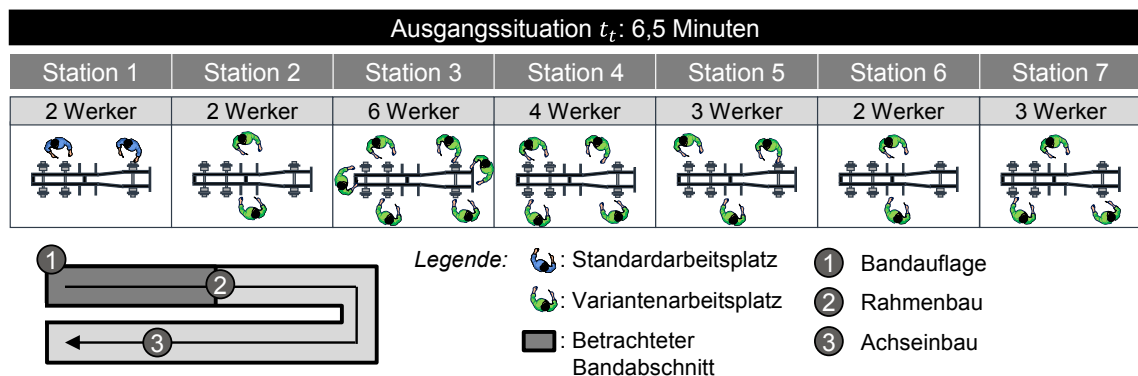 Ausgangssituation t_t: 6,5 Minuten
Station 1 Station 2 Station 3 Station 4 Station 5 Station 6 Station 7
2 Werker 2 Werker 6 Werker 4 Werker 3 Werker 2 Werker 3 Werker
1
2
3
Legende:
: Standardarbeitsplatz
: Variantenarbeitsplatz
: Betrachteter
Bandabschnitt
1 Bandauflage
2 Rahmenbau
3 Achseinbau